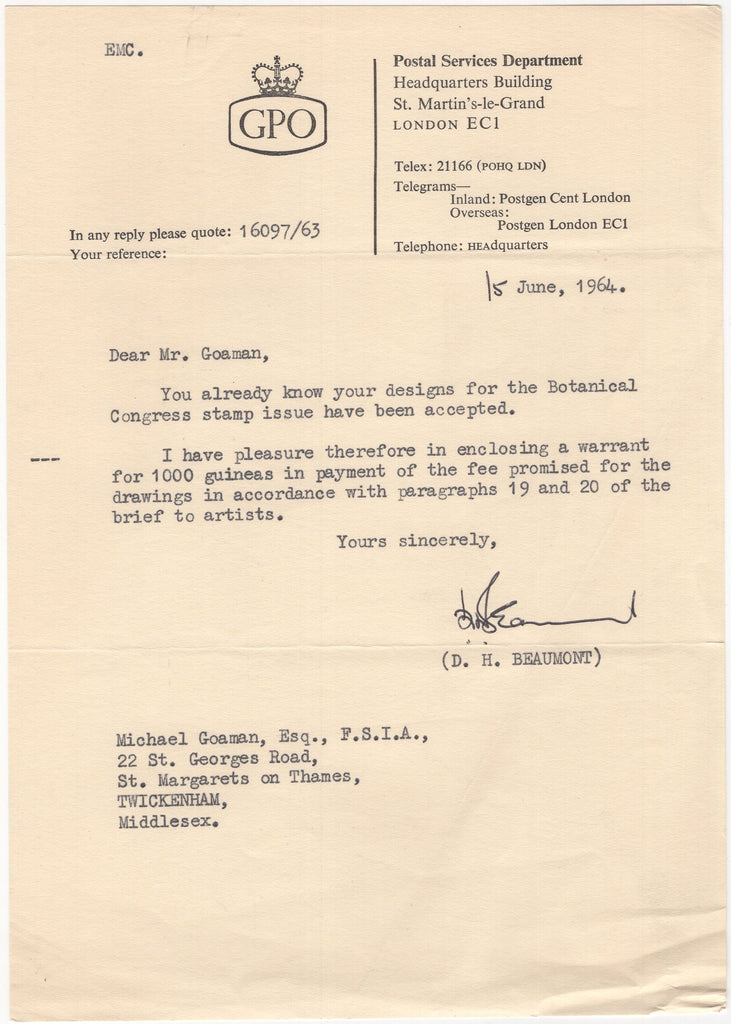 EMC.
GPO
Postal Services Department
Headquarters Building
St. Martin's-le-Grand
LONDON EC1
Telex: 21166 (POHQ LDN)
Telegrams—
Inland: Postgen Cent London
Overseas:
Postgen London EC1
Telephone: HEAdquarters
In any reply please quote: 16097/63
Your reference:
15 June, 1964.
Dear Mr. Goaman,
You already know your designs for the Botanical
Congress stamp issue have been accepted.
--- I have pleasure therefore in enclosing a warrant
for 1000 guineas in payment of the fee promised for the
drawings in accordance with paragraphs 19 and 20 of the
brief to artists.
Yours sincerely,
D.H. Beaumont
(D. H. BEAUMONT)
Michael Goaman, Esq., F.S.I.A.,
22 St. Georges Road,
St. Margarets on Thames,
TWICKENHAM,
Middlesex.